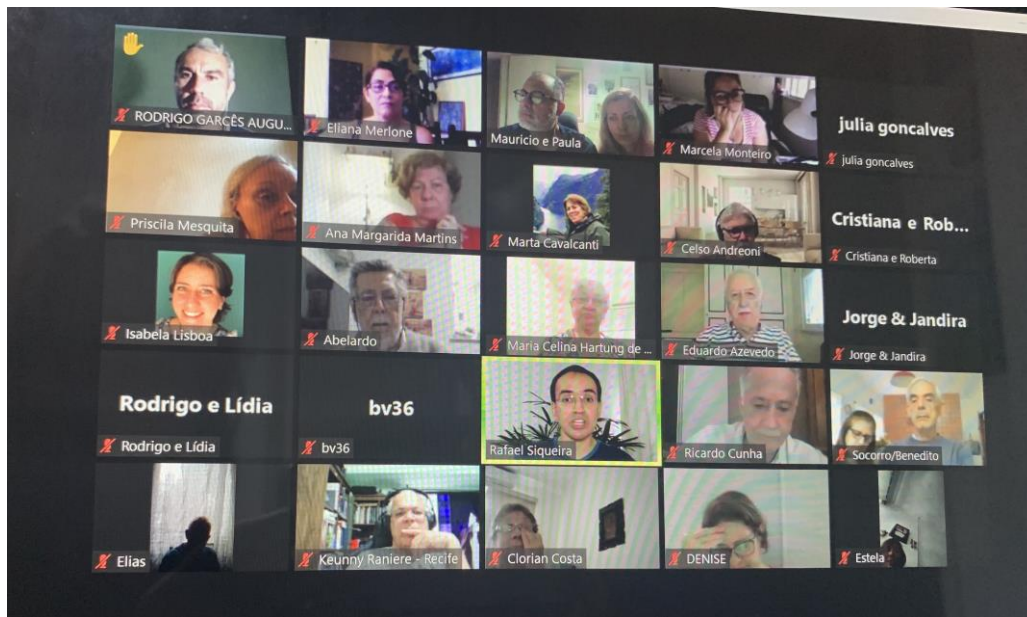 RODRIGO GARCÊS AUGU...
Eliana Merlone
Mauricio e Paula
Marcela Monteiro
julia goncalves
julia goncalves
Priscila Mesquita
Ana Margarida Martins
Marta Cavalcanti
Celso Andreoni
Cristiana e Rob...
Cristiana e Roberta
Isabela Lisboa
Abelardo
Maria Celina Hartung de ...
Eduardo Azevedo
Jorge & Jandira
Jorge & Jandira
Rodrigo e Lídia
Rodrigo e Lídia
bv36
bv36
Rafael Siqueira
Ricardo Cunha
Socorro/Benedito
Elias
Keunny Raniere - Recife
Clorian Costa
DENISE
Estela